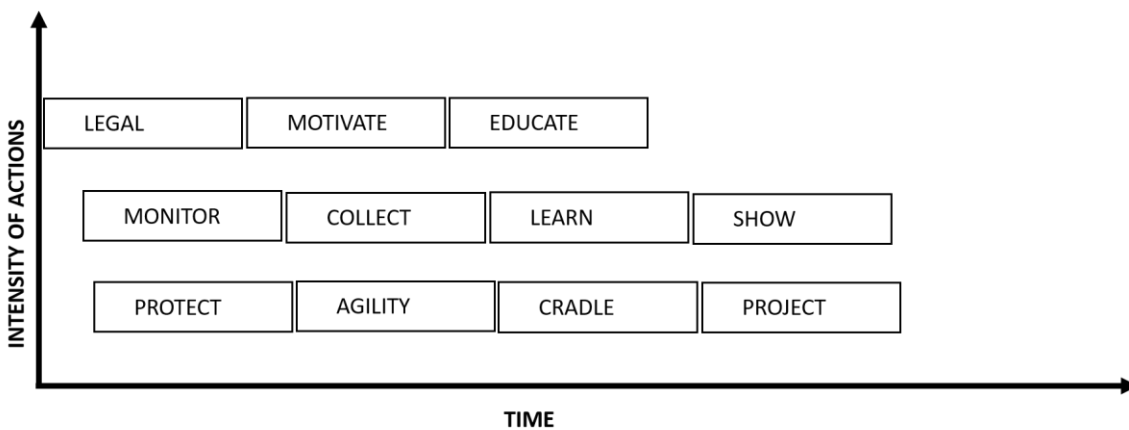 INTENSITY OF ACTIONS
LEGAL MOTIVATE EDUCATE
MONITOR COLLECT LEARN SHOW
PROTECT AGILITY CRADLE PROJECT
TIME